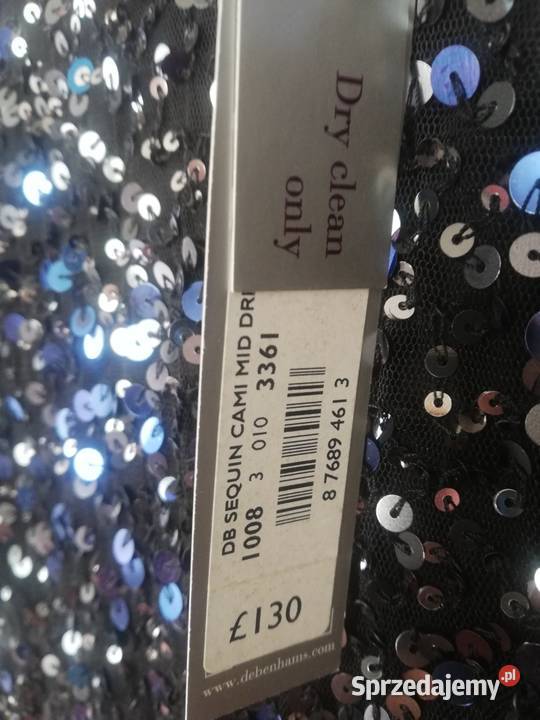 Dry clean
only
DB SEQUIN CAMI MID DR
1008 3 010 3361
8 7689 461 3
£130
www.debenhams.com
Sprzedajemy.pl